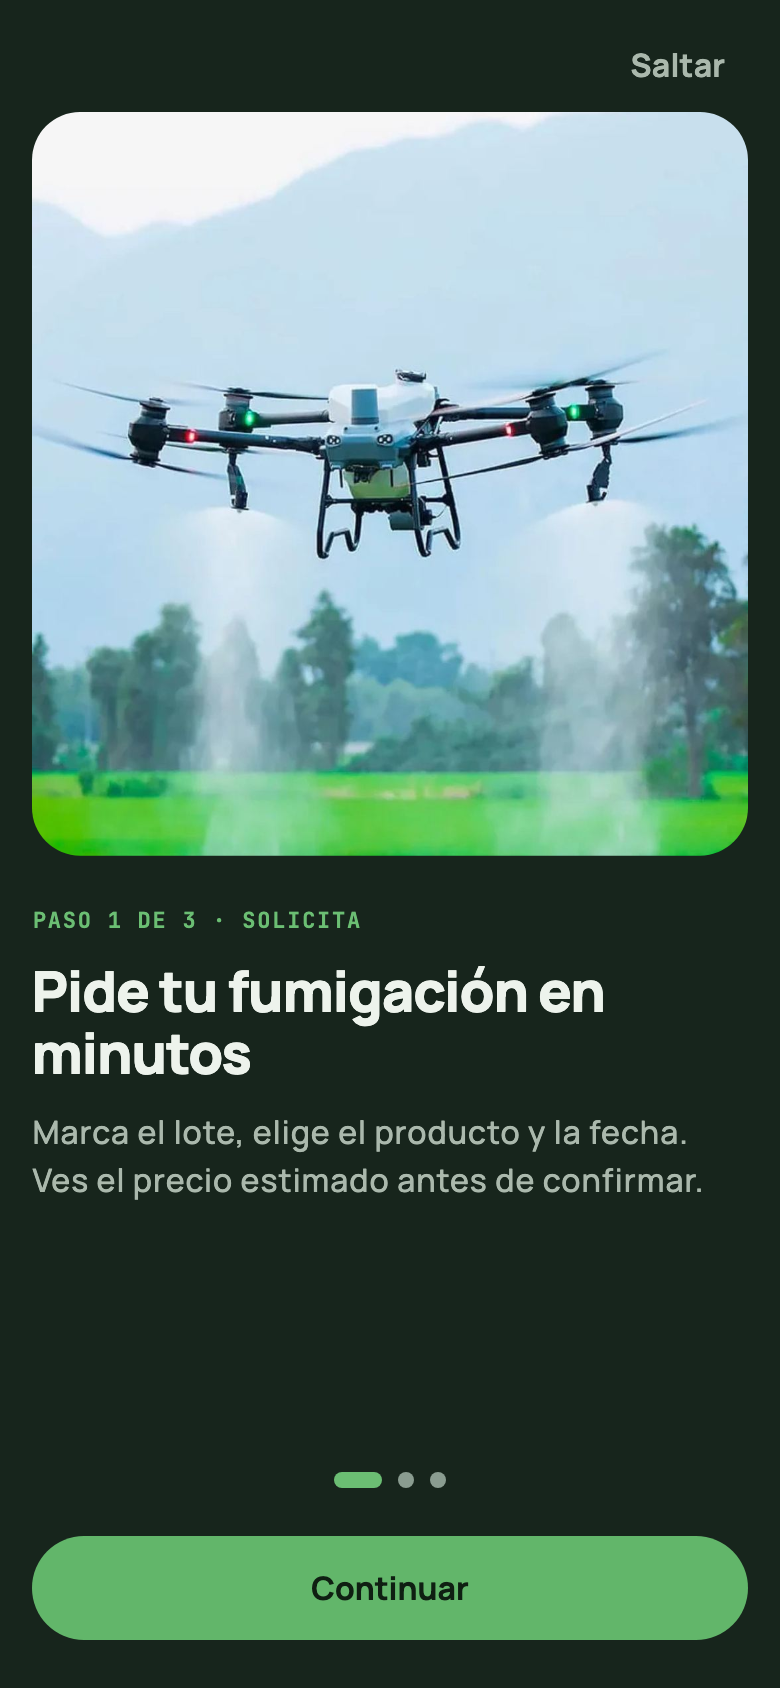 Saltar
PASO 1 DE 3 · SOLICITA
Pide tu fumigación en
minutos
Marca el lote, elige el producto y la fecha.
Ves el precio estimado antes de confirmar.
Continuar